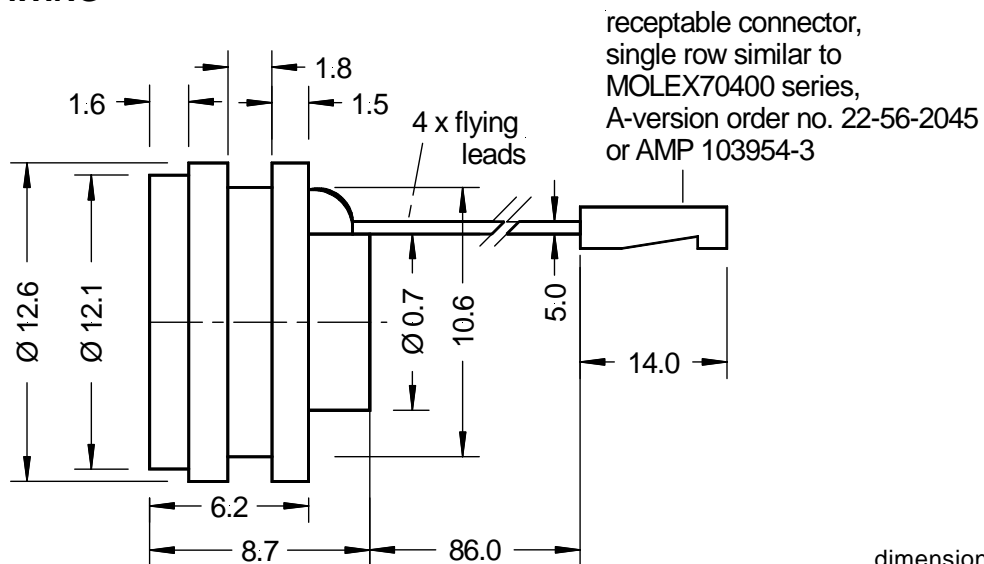 receptable connector,
single row similar to
MOLEX70400 series,
A-version order no. 22-56-2045
or AMP 103954-3
1.8
1.6
1.5
4 x flying
leads
Ø 12.6
Ø 12.1
Ø 0.7
10.6
5.0
14.0
6.2
8.7
86.0
dimension